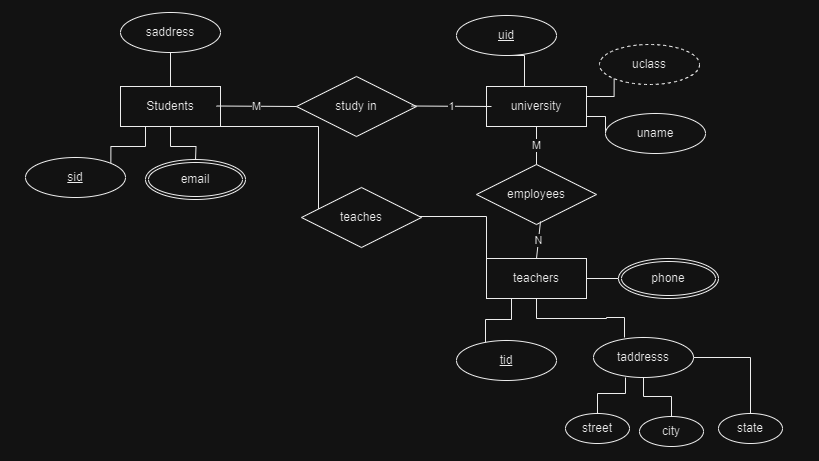 saddress
uid
uclass
Students
M
study in
1
university
uname
M
sid
email
employees
teaches
N
teachers
phone
tid
taddresss
street
city
state